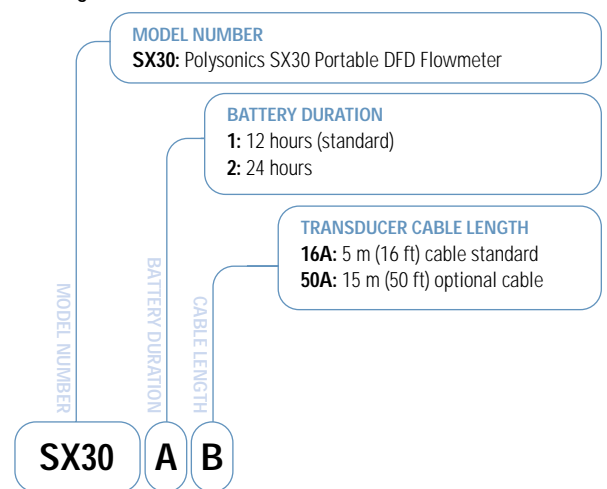 MODEL NUMBER
SX30: Polysonics SX30 Portable DFD Flowmeter
BATTERY DURATION
1: 12 hours (standard)
2: 24 hours
TRANSDUCER CABLE LENGTH
16A: 5 m (16 ft) cable standard
50A: 15 m (50 ft) optional cable
MODEL NUMBER
BATTERY DURATION
CABLE LENGTH
SX30 A B